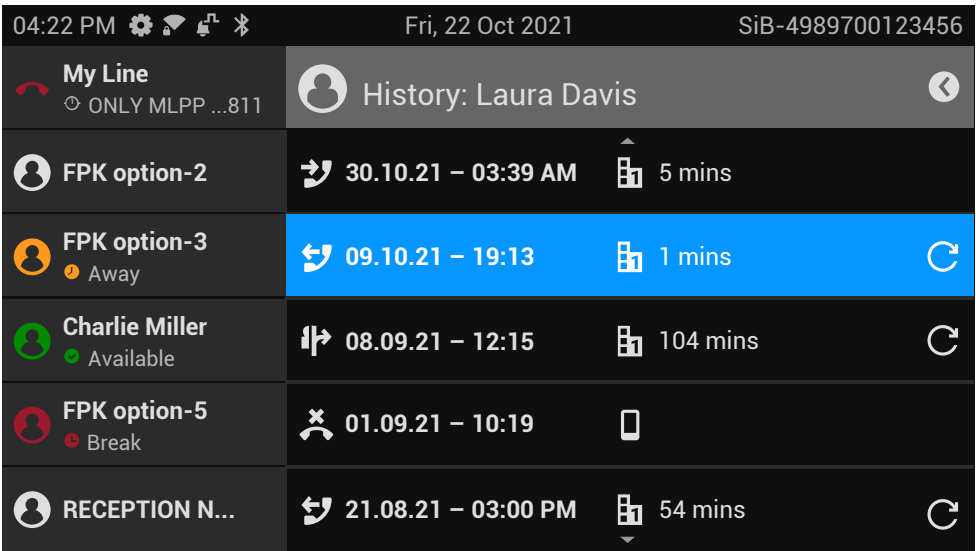 04:22 PM
Fri, 22 Oct 2021
SiB-4989700123456
My Line
ONLY MLPP ...811
FPK option-2
FPK option-3
Away
Charlie Miller
Available
FPK option-5
Break
RECEPTION N...
History: Laura Davis
30.10.21 – 03:39 AM 5 mins
09.10.21 – 19:13 1 mins
08.09.21 – 12:15 104 mins
01.09.21 – 10:19
21.08.21 – 03:00 PM 54 mins